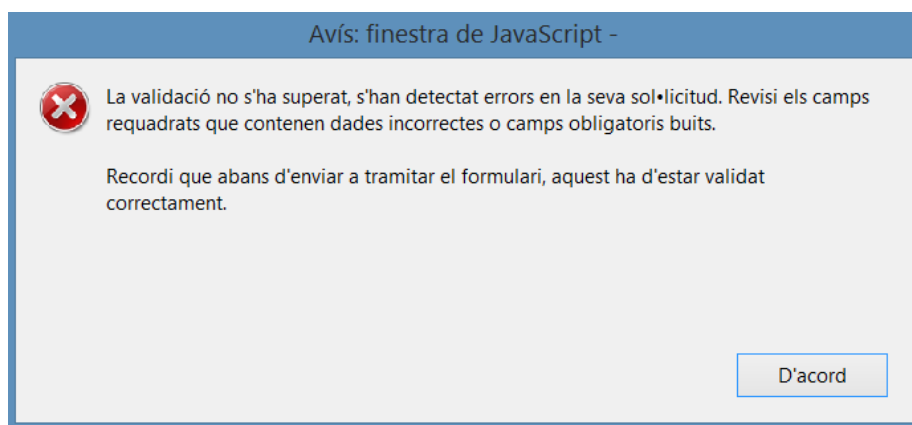 Avís: finestra de JavaScript -
La validació no s'ha superat, s'han detectat errors en la seva sol•licitud. Revisi els camps
requadrats que contenen dades incorrectes o camps obligatoris buits.
Recordi que abans d'enviar a tramitar el formulari, aquest ha d'estar validat
correctament.
D'acord